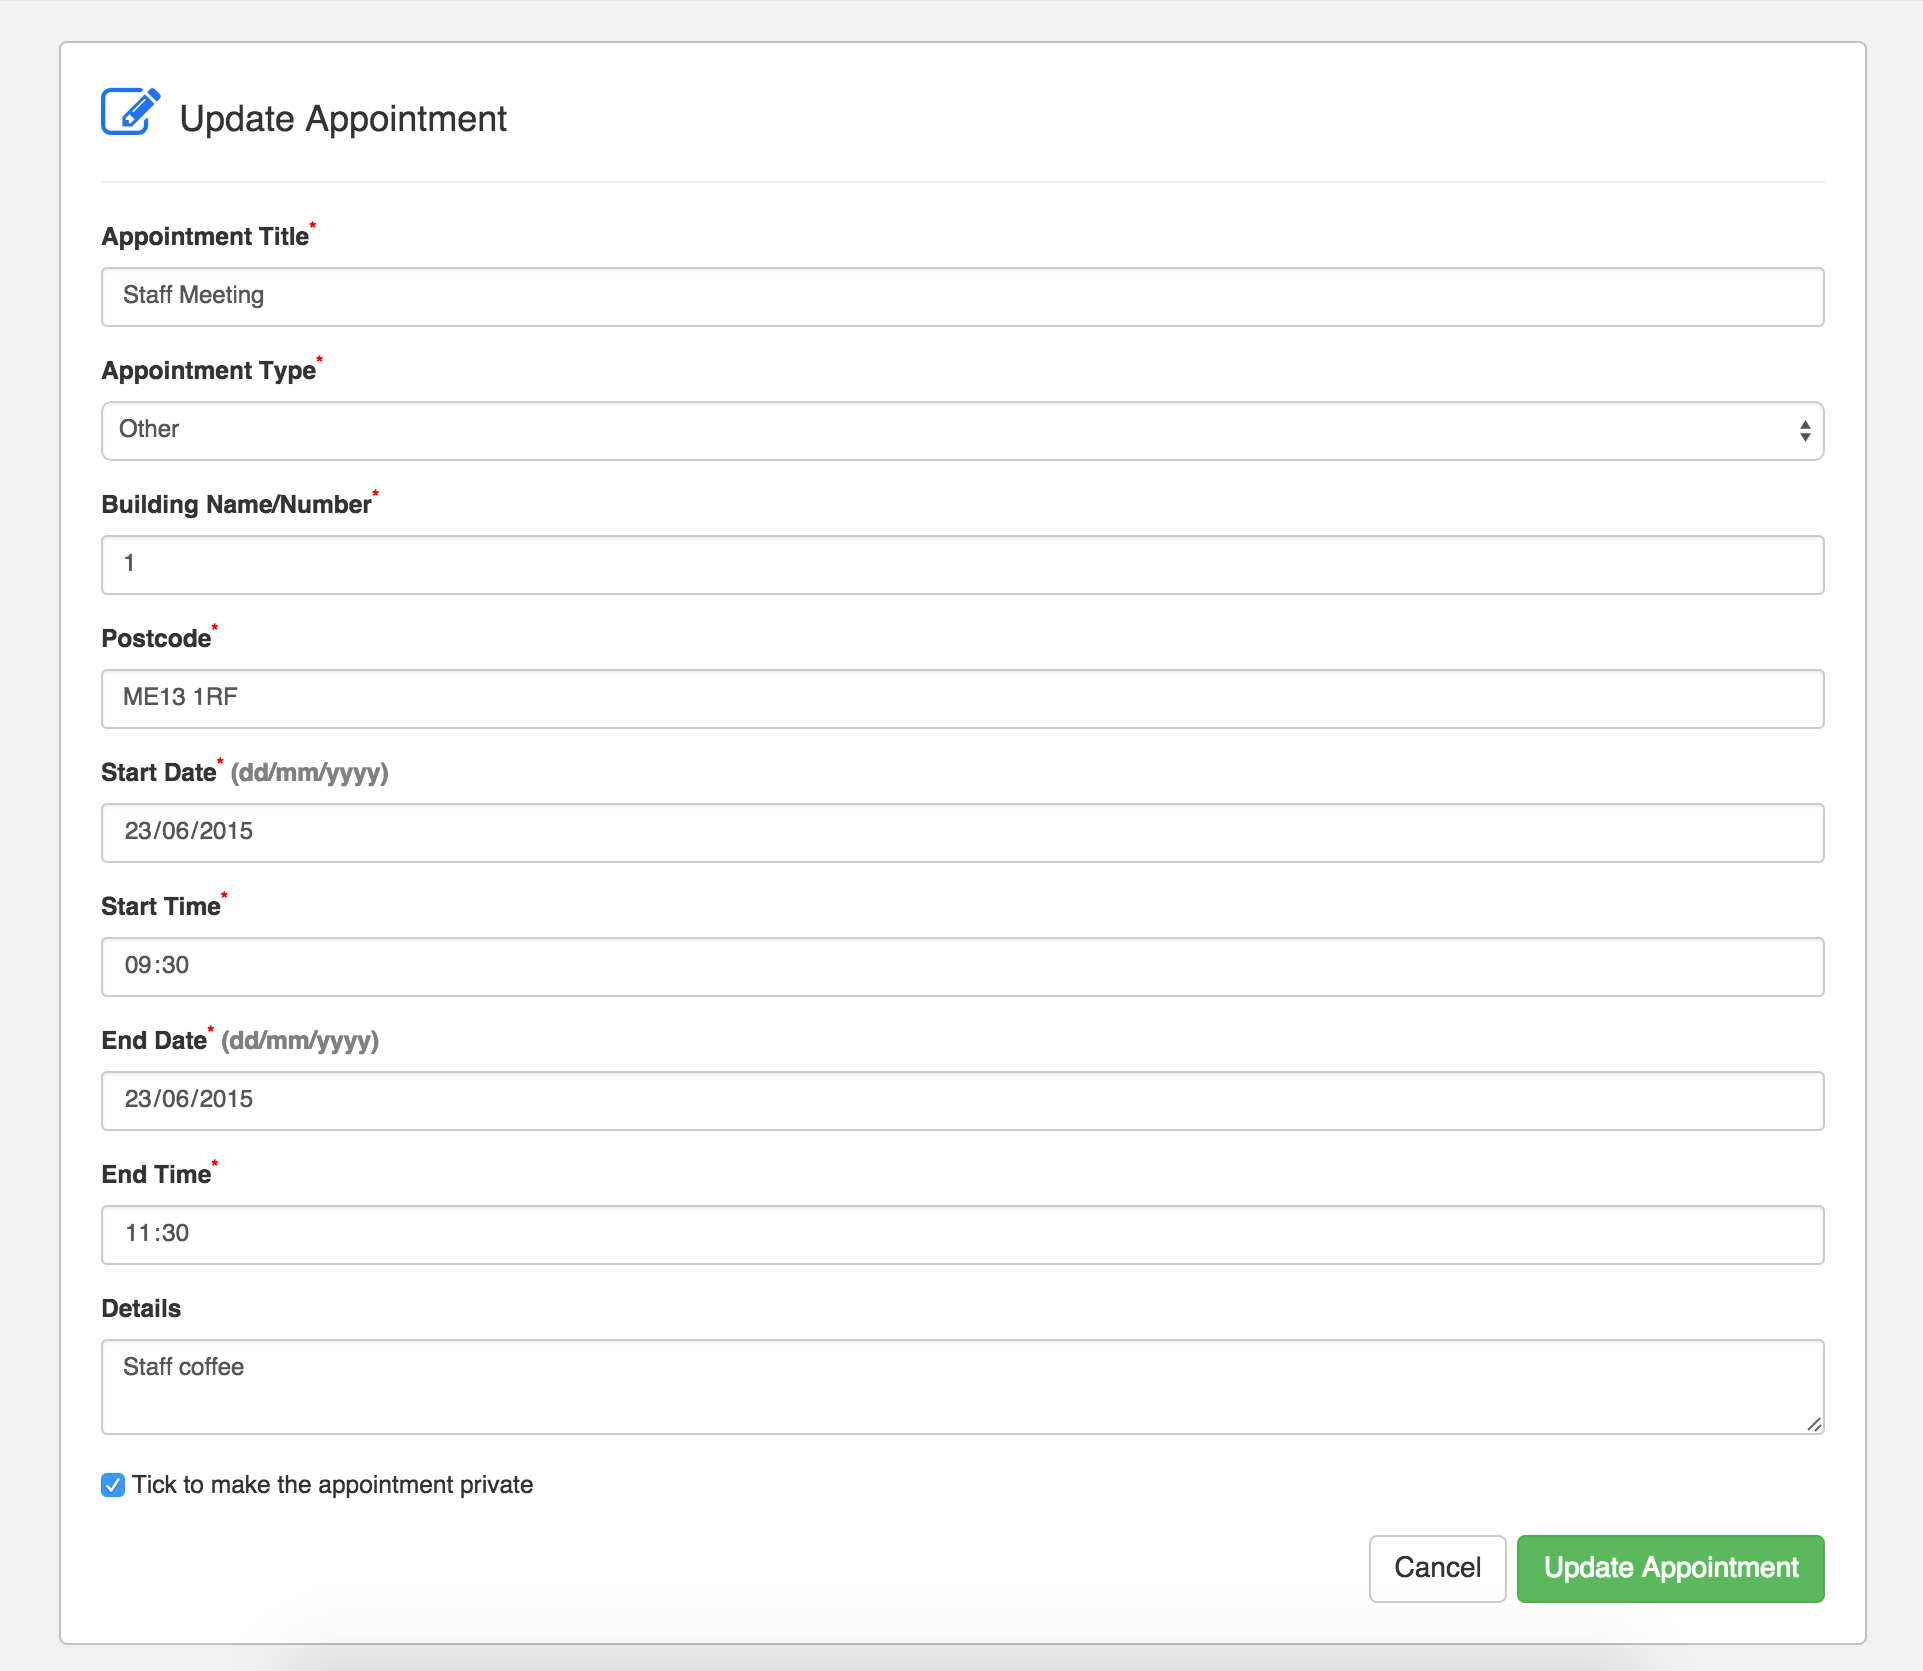 Update Appointment
Appointment Title*
Staff Meeting
Appointment Type*
Other
Building Name/Number*
1
Postcode*
ME13 1RF
Start Date* (dd/mm/yyyy)
23/06/2015
Start Time*
09:30
End Date* (dd/mm/yyyy)
23/06/2015
End Time*
11:30
Details
Staff coffee
Tick to make the appointment private
Cancel Update Appointment